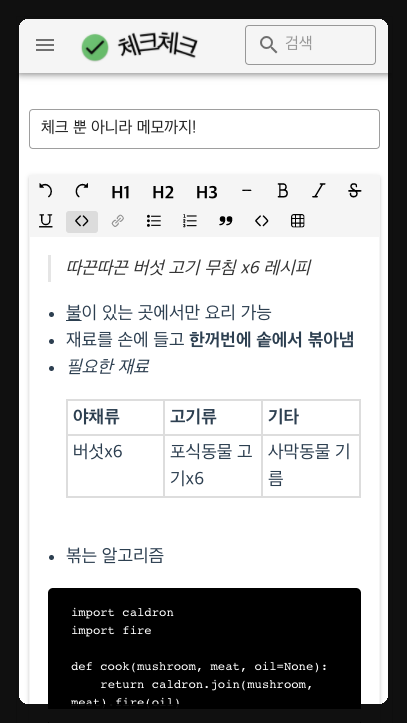 체크체크
검색
체크 뿐 아니라 메모까지!
H1 H2 H3 B I S
U
따끈따끈 버섯 고기 무침 x6 레시피
불이 있는 곳에서만 요리 가능
재료를 손에 들고 한꺼번에 솥에서 볶아냄
필요한 재료
야채류 고기류 기타
버섯x6 포식동물 고 사막동물 기
기x6 름
볶는 알고리즘
import caldron
import fire
def cook(mushroom, meat, oil=None):
return caldron.join(mushroom,
meat).fire(oil)